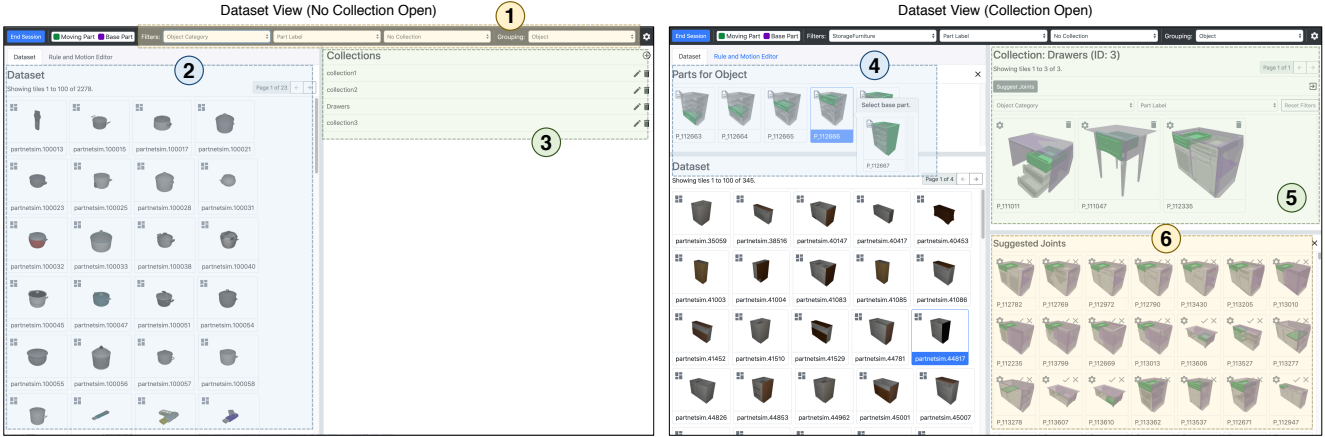 Dataset View (No Collection Open)
1
End Session
Moving Part
Base Part
Filters:
Object Category
Part Label
No Collection
Grouping:
Object
Dataset
Rule and Motion Editor
2
Dataset
Page 1 of 23
Showing tiles 1 to 100 of 2278.
partnetsim.100013
partnetsim.100015
partnetsim.100017
partnetsim.100021
partnetsim.100023
partnetsim.100025
partnetsim.100028
partnetsim.100031
partnetsim.100032
partnetsim.100033
partnetsim.100038
partnetsim.100040
partnetsim.100045
partnetsim.100047
partnetsim.100051
partnetsim.100054
partnetsim.100055
partnetsim.100056
partnetsim.100057
partnetsim.100058
Collections
collection1
collection2
Drawers
collection3
3
Dataset View (Collection Open)
End Session
Moving Part
Base Part
Filters:
StorageFurniture
Part Label
No Collection
Grouping:
Object
Dataset
Rule and Motion Editor
4
Parts for Object
P_112663
P_112664
P_112665
P_112666
Select base part.
P_112667
Dataset
Showing tiles 1 to 100 of 345.
Page 1 of 4
partnetsim.35059
partnetsim.38516
partnetsim.40147
partnetsim.40417
partnetsim.40453
partnetsim.41003
partnetsim.41004
partnetsim.41083
partnetsim.41085
partnetsim.41086
partnetsim.41452
partnetsim.41510
partnetsim.41529
partnetsim.44781
partnetsim.44817
partnetsim.44826
partnetsim.44853
partnetsim.44962
partnetsim.45001
partnetsim.45007
Collection: Drawers (ID: 3)
Showing tiles 1 to 3 of 3.
Page 1 of 1
Suggest Joints
Object Category
Part Label
Reset Filters
P_111011
P_111047
P_112335
5
6
Suggested Joints
P_112782
P_112769
P_112972
P_112790
P_113430
P_113205
P_113010
P_112235
P_113799
P_112669
P_113013
P_113606
P_113527
P_113277
P_113278
P_113607
P_113610
P_113362
P_113537
P_112671
P_112947